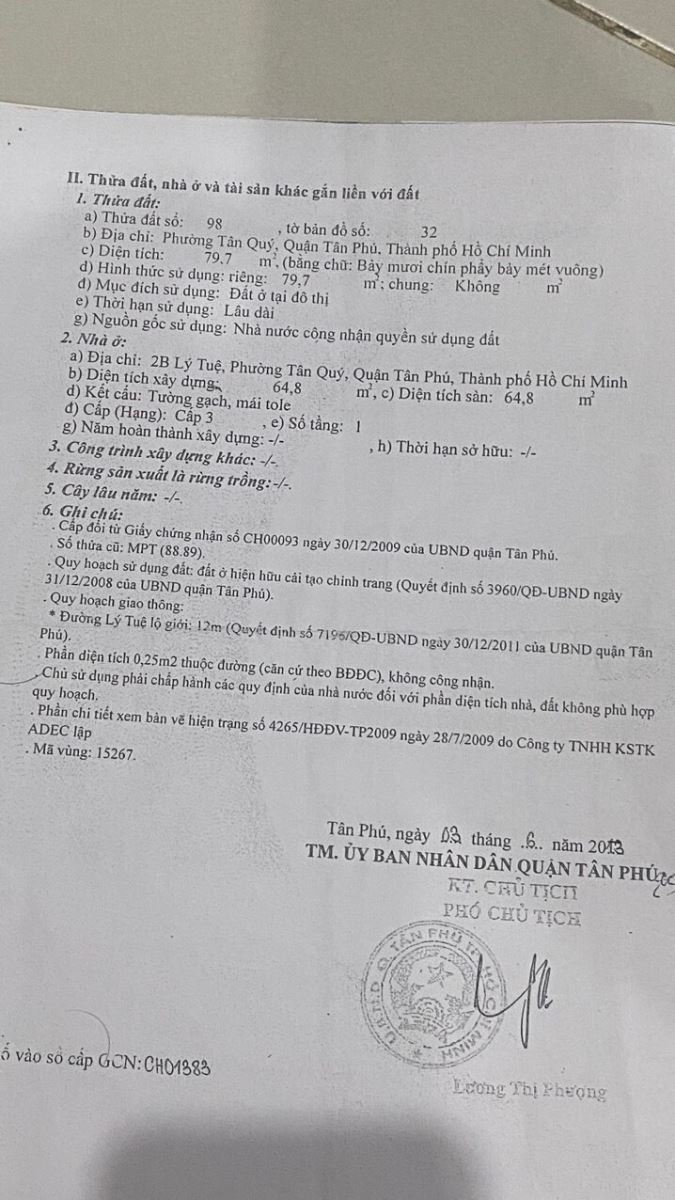 II. Thửa đất, nhà ở và tài sản khác gắn liền với đất
1. Thửa đất:
a) Thửa đất số: 98 , tờ bản đồ số: 32
b) Địa chỉ: Phường Tân Quý, Quận Tân Phú, Thành phố Hồ Chí Minh
c) Diện tích: 79,7 m², (bằng chữ: Bảy mươi chín phẩy bảy mét vuông)
d) Hình thức sử dụng: riêng: 79,7 m²; chung: Không m²
đ) Mục đích sử dụng: Đất ở tại đô thị
e) Thời hạn sử dụng: Lâu dài
g) Nguồn gốc sử dụng: Nhà nước công nhận quyền sử dụng đất
2. Nhà ở:
a) Địa chỉ: 2B Lý Tuệ, Phường Tân Quý, Quận Tân Phú, Thành phố Hồ Chí Minh
b) Diện tích xây dựng: 64,8 m², c) Diện tích sàn: 64,8 m²
d) Kết cấu: Tường gạch, mái tole
đ) Cấp (Hạng): Cấp 3 , e) Số tầng: 1
g) Năm hoàn thành xây dựng: -/- , h) Thời hạn sở hữu: -/-
3. Công trình xây dựng khác: -/-.
4. Rừng sản xuất là rừng trồng: -/-.
5. Cây lâu năm: -/-.
6. Ghi chú:
. Cấp đổi từ Giấy chứng nhận số CH00093 ngày 30/12/2009 của UBND quận Tân Phú.
. Số thửa cũ: MPT (88.89).
. Quy hoạch sử dụng đất: đất ở hiện hữu cải tạo chỉnh trang (Quyết định số 3960/QĐ-UBND ngày
31/12/2008 của UBND quận Tân Phú).
. Quy hoạch giao thông:
* Đường Lý Tuệ lộ giới: 12m (Quyết định số 7196/QĐ-UBND ngày 30/12/2011 của UBND quận Tân
Phú).
. Phần diện tích 0,25m2 thuộc đường (căn cứ theo BĐĐC), không công nhận.
. Chủ sử dụng phải chấp hành các quy định của nhà nước đối với phần diện tích nhà, đất không phù hợp
quy hoạch.
. Phần chi tiết xem bản vẽ hiện trạng số 4265/HĐĐV-TP2009 ngày 28/7/2009 do Công ty TNHH KSTK
ADEC lập
. Mã vùng: 15267.
Tân Phú, ngày 03 tháng .6.. năm 2013
TM. ỦY BAN NHÂN DÂN QUẬN TÂN PHÚ
KT. CHỦ TỊCH
PHÓ CHỦ TỊCH
U.B.N.D Q. TÂN PHÚ TP HỒ CHÍ MINH
Lương Thị Phượng
ố vào sổ cấp GCN: CH01383